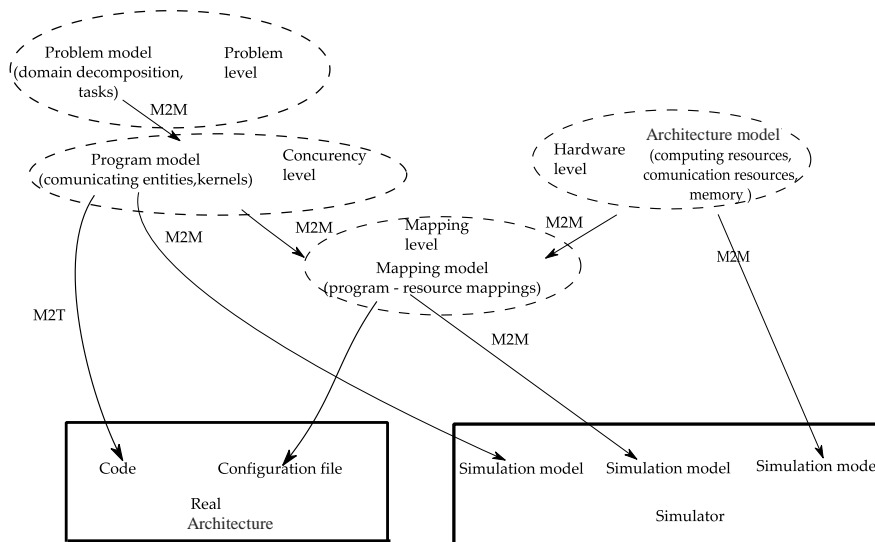 Problem model
(domain decomposition,
tasks)
Problem
level
M2M
Program model
(comunicating entities,kernels)
Concurency
level
Hardware
level
Architecture model
(computing resources,
comunication resources,
memory )
M2M
M2M
M2M
Mapping
level
Mapping model
(program - resource mappings)
M2M
M2T
M2M
Code
Configuration file
Real
Architecture
Simulation model
Simulation model
Simulation mode
Simulator